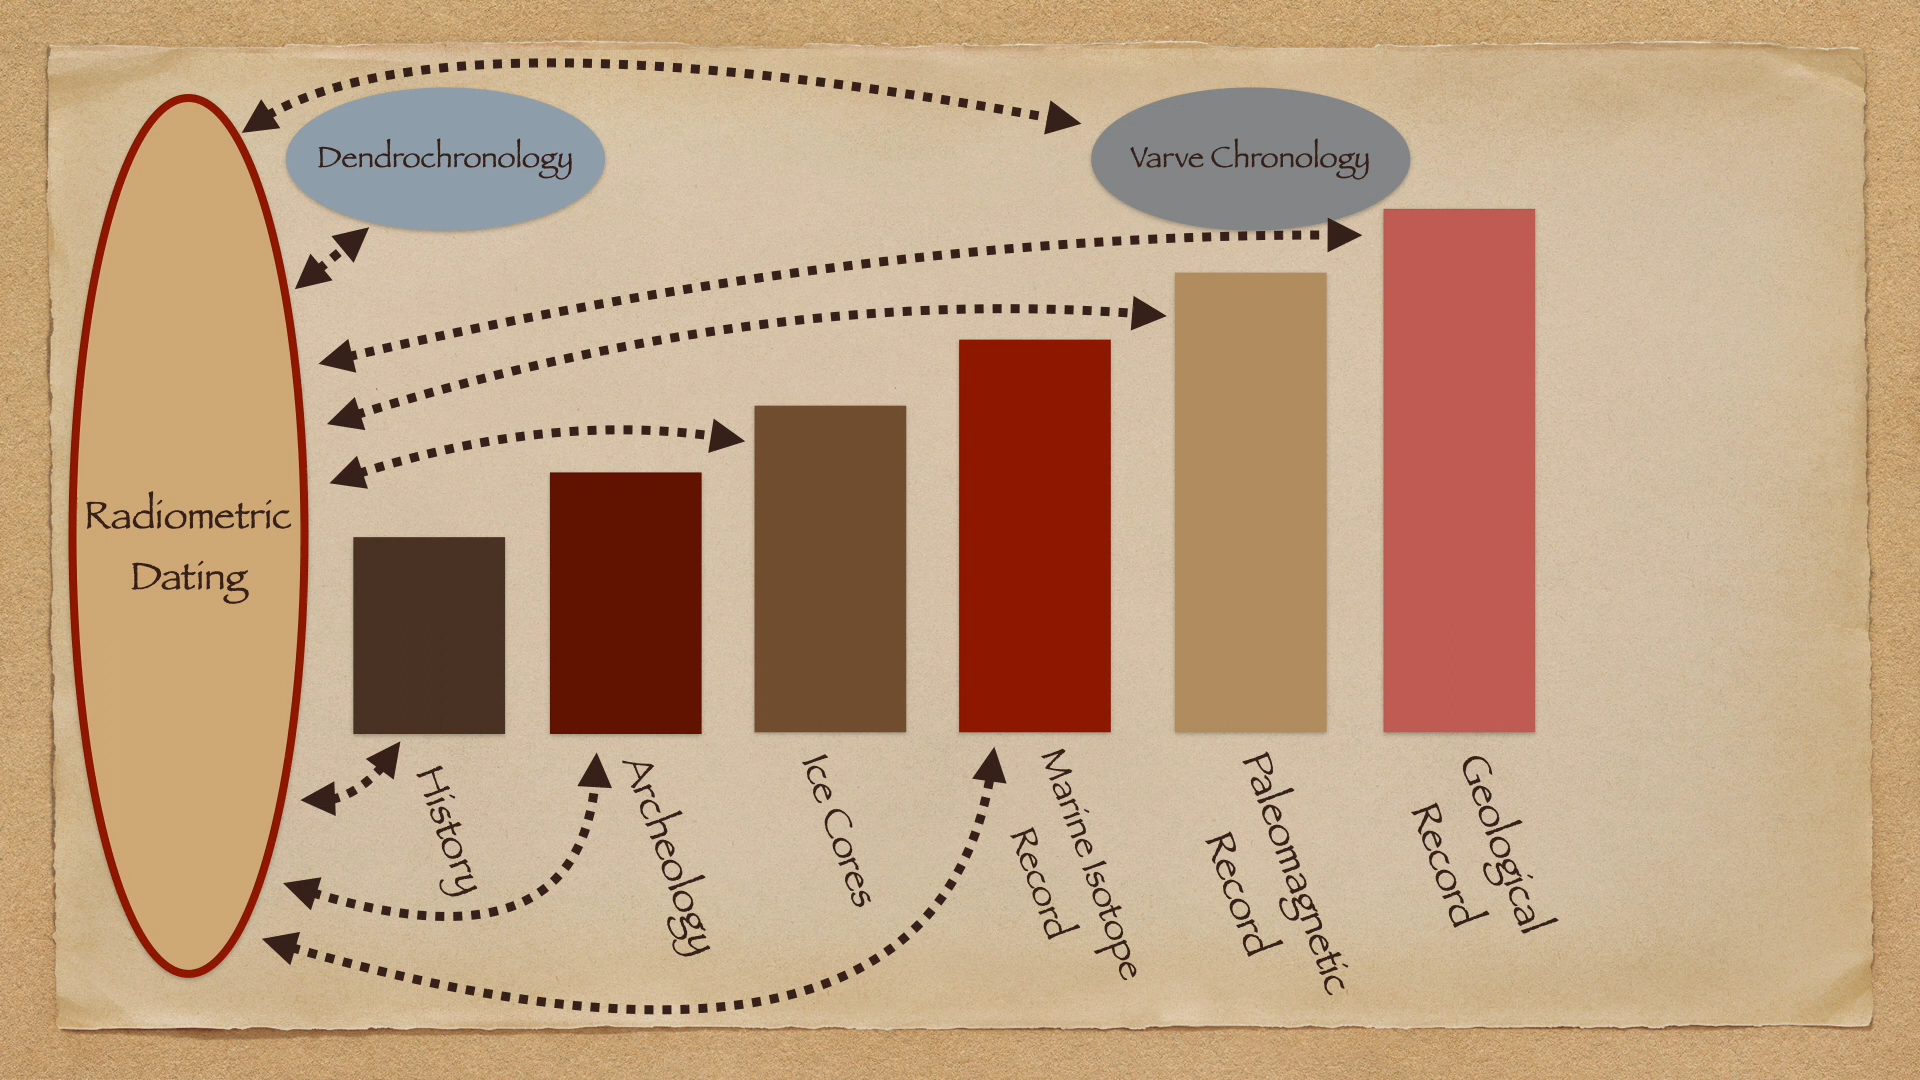 Dendrochronology
Varve Chronology
Radiometric
Dating
History
Archeology
Ice Cores
Marine Isotope
Record
Paleomagnetic
Record
Geological
Record